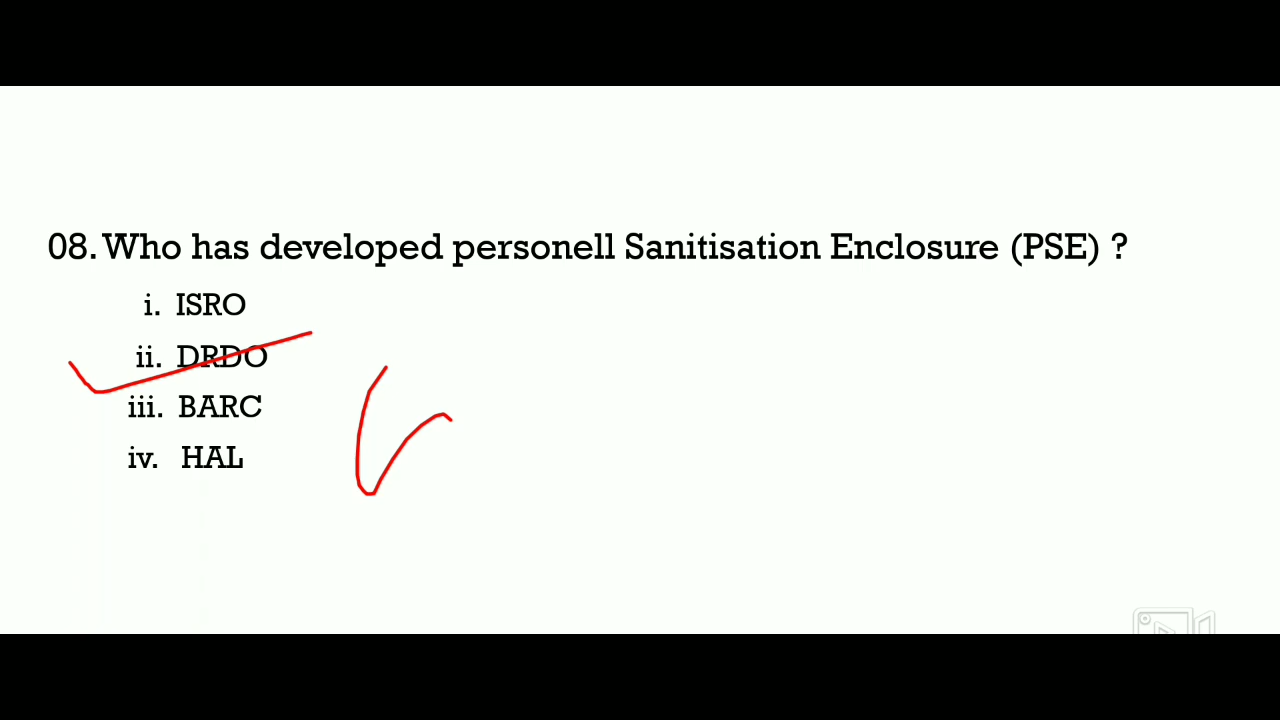 08. Who has developed personell Sanitisation Enclosure (PSE) ?
i. ISRO
ii. DRDO
iii. BARC
iv. HAL